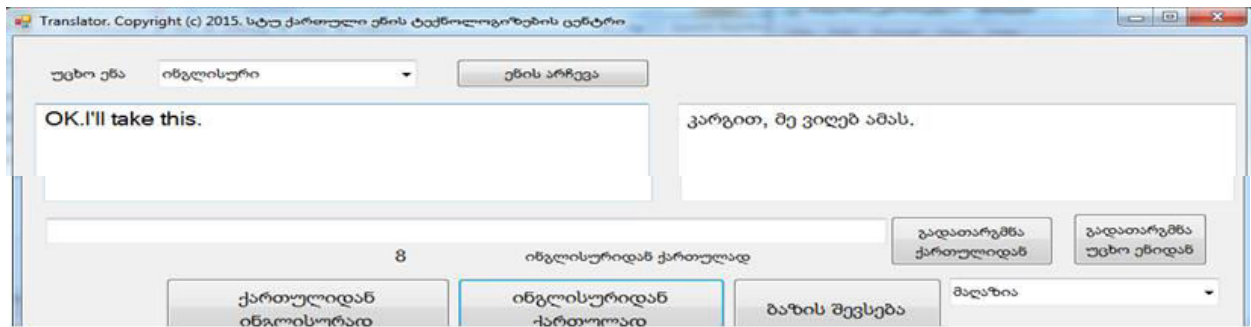 Translator. Copyright (c) 2015. სტუ ქართული ენის ტექნოლოგიზების ცენტრი
უცხო ენა ინგლისური ენის არჩევა
OK.I'll take this.
კარგით, მე ვიღებ ამას.
გადათარგმნა
ქართულიდან
გადათარგმნა
უცხო ენიდან
8 ინგლისურიდან ქართულად
ქართულიდან
ინგლისურად
ინგლისურიდან
ქართულად
ბაზის შევსება
მაღაზია